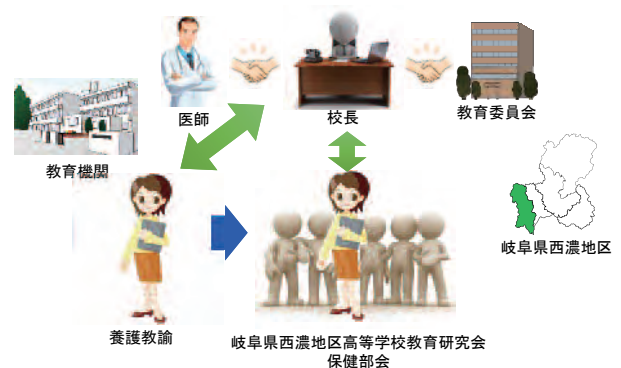 医師
校長
教育委員会
教育機関
岐阜県西濃地区
養護教諭
岐阜県西濃地区高等学校教育研究会
保健部会